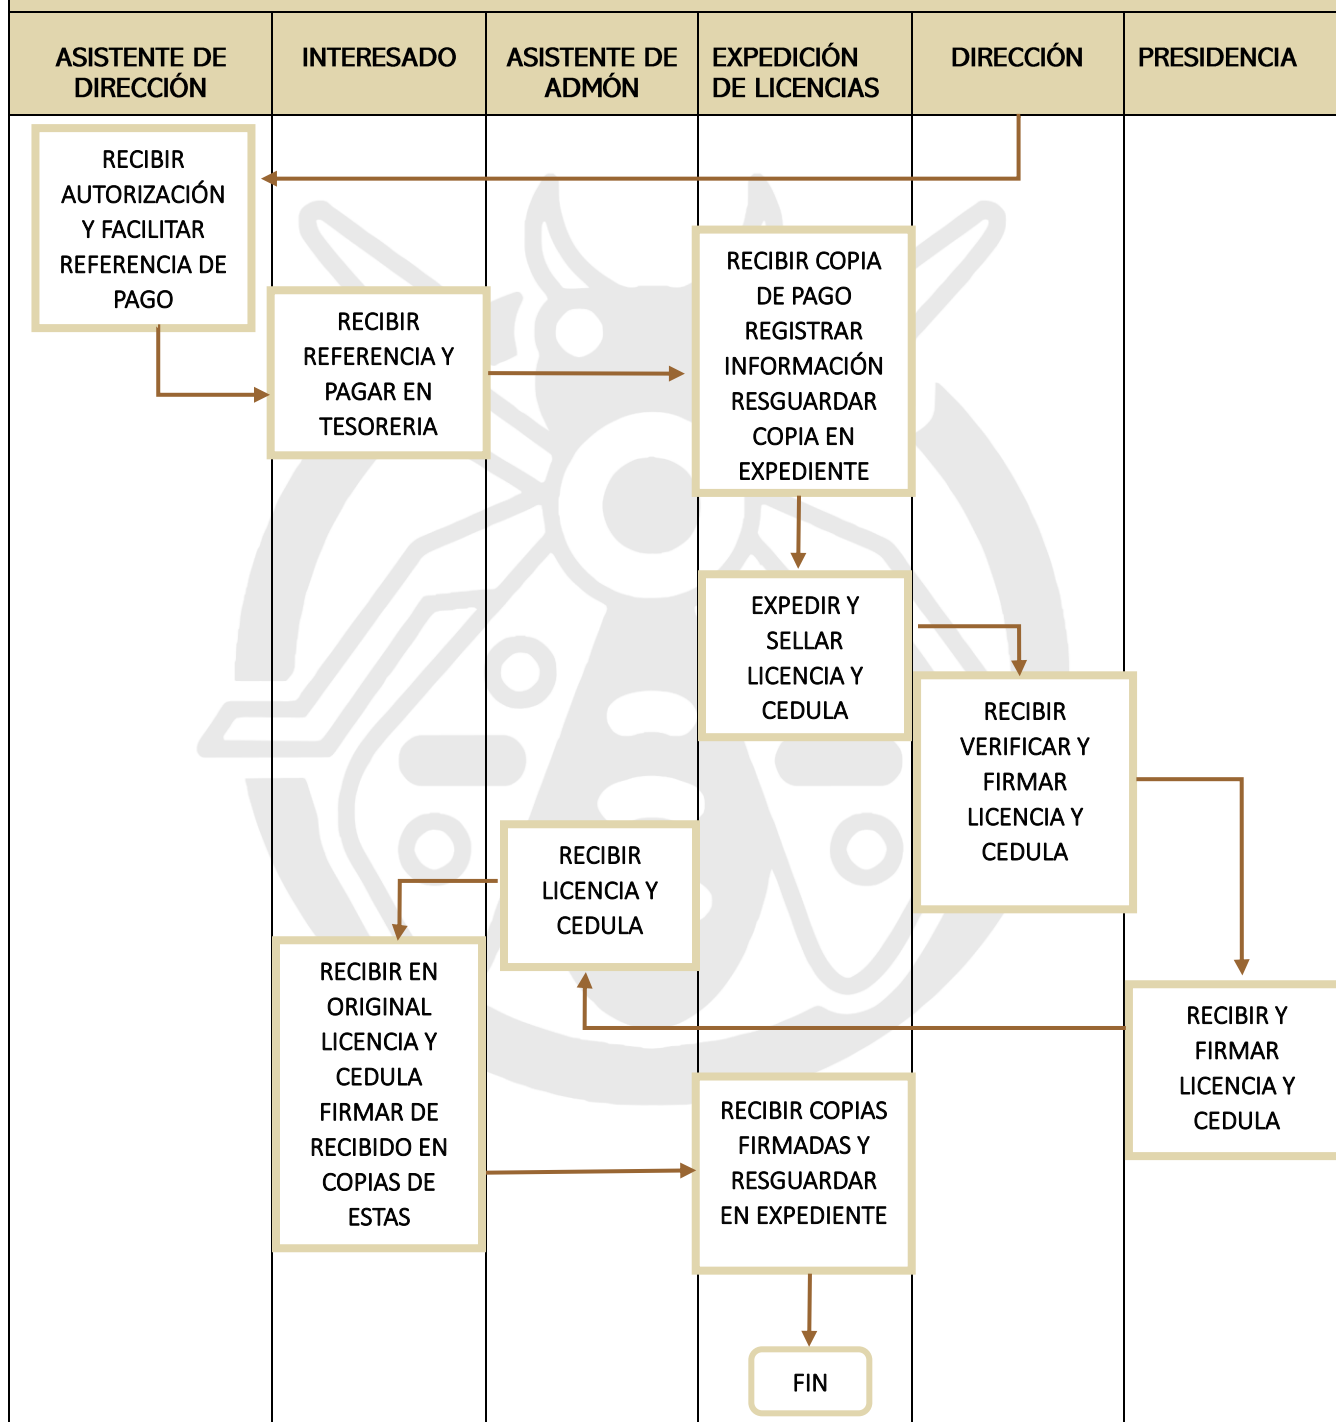 ASISTENTE DE
DIRECCIÓN
INTERESADO
ASISTENTE DE
ADMÓN
EXPEDICIÓN
DE LICENCIAS
DIRECCIÓN
PRESIDENCIA
RECIBIR
AUTORIZACIÓN
Y FACILITAR
REFERENCIA DE
PAGO
RECIBIR
REFERENCIA Y
PAGAR EN
TESORERIA
RECIBIR COPIA
DE PAGO
REGISTRAR
INFORMACIÓN
RESGUARDAR
COPIA EN
EXPEDIENTE
EXPEDIR Y
SELLAR
LICENCIA Y
CEDULA
RECIBIR
VERIFICAR Y
FIRMAR
LICENCIA Y
CEDULA
RECIBIR Y
FIRMAR
LICENCIA Y
CEDULA
RECIBIR
LICENCIA Y
CEDULA
RECIBIR EN
ORIGINAL
LICENCIA Y
CEDULA
FIRMAR DE
RECIBIDO EN
COPIAS DE
ESTAS
RECIBIR COPIAS
FIRMADAS Y
RESGUARDAR
EN EXPEDIENTE
FIN